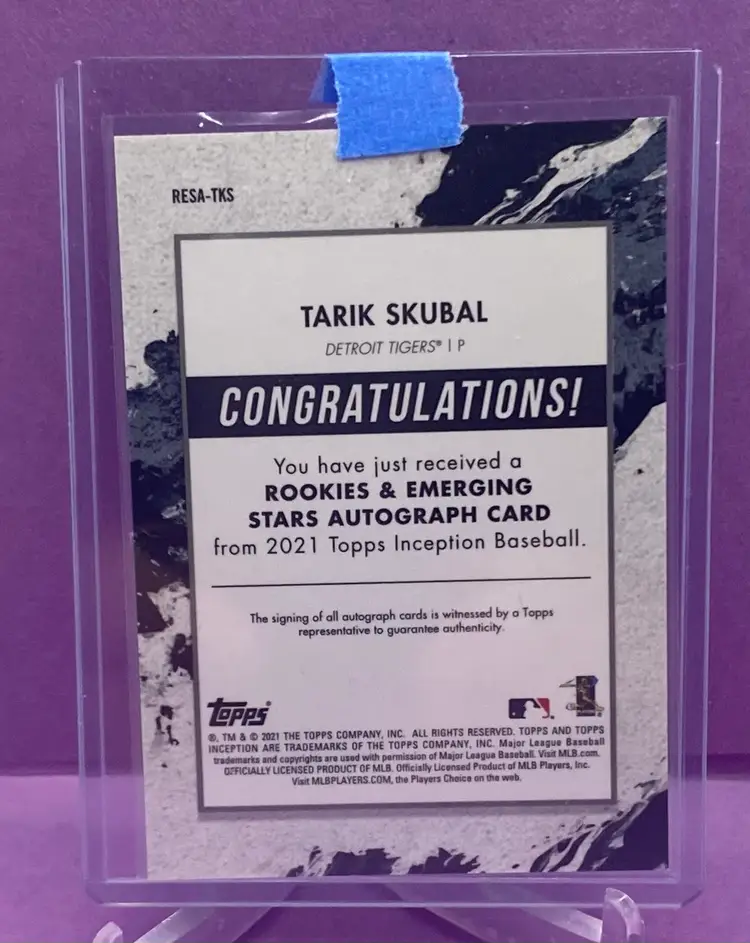 RESA-TKS
TARIK SKUBAL
DETROIT TIGERS® | P
CONGRATULATIONS!
You have just received a
ROOKIES & EMERGING
STARS AUTOGRAPH CARD
from 2021 Topps Inception Baseball.
The signing of all autograph cards is witnessed by a Topps
representative to guarantee authenticity.
topps
®, TM & © 2021 THE TOPPS COMPANY, INC. ALL RIGHTS RESERVED. TOPPS AND TOPPS
INCEPTION ARE TRADEMARKS OF THE TOPPS COMPANY, INC. Major League Baseball
trademarks and copyrights are used with permission of Major League Baseball. Visit MLB.com.
OFFICIALLY LICENSED PRODUCT OF MLB. Officially Licensed Product of MLB Players, Inc.
Visit MLBPLAYERS.COM, the Players Choice on the web.